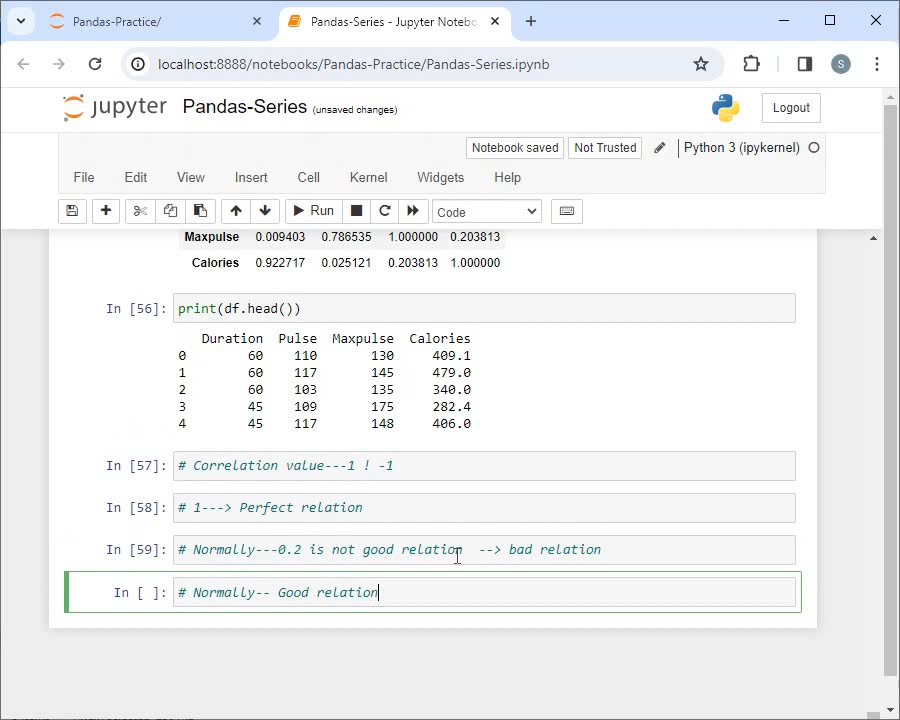 Pandas-Practice/
Pandas-Series - Jupyter Notebo
localhost:8888/notebooks/Pandas-Practice/Pandas-Series.ipynb
S
jupyter Pandas-Series (unsaved changes)
Logout
Notebook saved Not Trusted Python 3 (ipykernel)
File Edit View Insert Cell Kernel Widgets Help
Run Code
Maxpulse 0.009403 0.786535 1.000000 0.203813
Calories 0.922717 0.025121 0.203813 1.000000
In [56]: print(df.head())
Duration Pulse Maxpulse Calories
0 60 110 130 409.1
1 60 117 145 479.0
2 60 103 135 340.0
3 45 109 175 282.4
4 45 117 148 406.0
In [57]: # Correlation value---1 ! -1
In [58]: # 1---> Perfect relation
In [59]: # Normally---0.2 is not good relation --> bad relation
In [ ]: # Normally-- Good relation